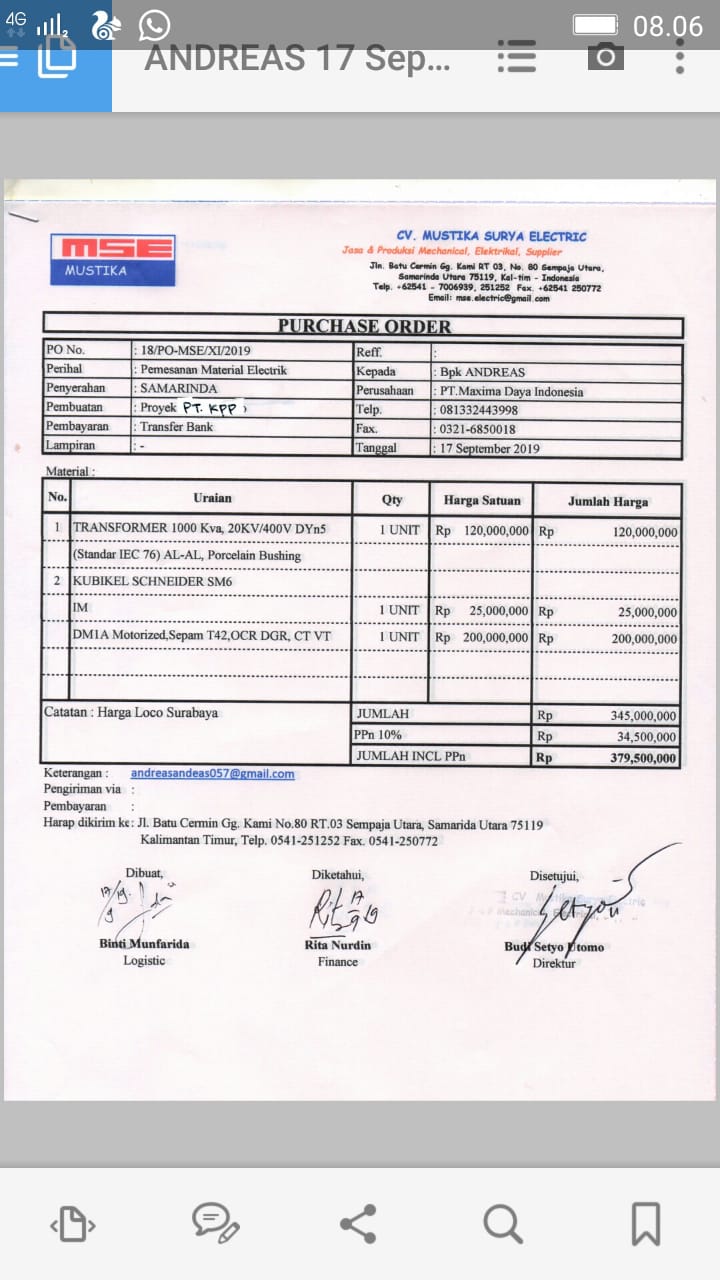 4G
2
08.06
ANDREAS 17 Sep...
MSE
MUSTIKA
CV. MUSTIKA SURYA ELECTRIC
Jasa & Produksi Mechanical, Elektrikal, Supplier
Jln. Batu Cermin Gg. Kami RT 03, No. 80 Sempaja Utara,
Samarinda Utara 75119, Kal-tim - Indonesia
Telp. +62541 - 7006939, 251252 Fax. +62541 250772
Email: mse.electric@gmail.com
PURCHASE ORDER
PO No. : 18/PO-MSE/XI/2019 Reff. :
Perihal : Pemesanan Material Electrik Kepada : Bpk ANDREAS
Penyerahan : SAMARINDA Perusahaan : PT.Maxima Daya Indonesia
Pembuatan : Proyek PT. KPP Telp. : 081332443998
Pembayaran : Transfer Bank Fax. : 0321-6850018
Lampiran : - Tanggal : 17 September 2019
Material :
No. Uraian Qty Harga Satuan Jumlah Harga
1 TRANSFORMER 1000 Kva, 20KV/400V DYn5 1 UNIT Rp 120,000,000 Rp 120,000,000
(Standar IEC 76) AL-AL, Porcelain Bushing
2 KUBIKEL SCHNEIDER SM6
IM 1 UNIT Rp 25,000,000 Rp 25,000,000
DM1A Motorized,Sepam T42,OCR DGR, CT VT 1 UNIT Rp 200,000,000 Rp 200,000,000
Catatan : Harga Loco Surabaya JUMLAH Rp 345,000,000
PPn 10% Rp 34,500,000
JUMLAH INCL PPn Rp 379,500,000
Keterangan : andreasandeas057@gmail.com
Pengiriman via :
Pembayaran :
Harap dikirim ke : Jl. Batu Cermin Gg. Kami No.80 RT.03 Sempaja Utara, Samarida Utara 75119
Kalimantan Timur, Telp. 0541-251252 Fax. 0541-250772
Dibuat, Diketahui, Disetujui,
17/9
Rita 17/9 19
CV Mustika Surya Electric
Binti Munfarida Rita Nurdin Budi Setyo Utomo
Logistic Finance Direktur